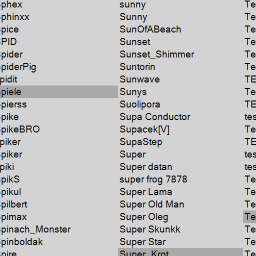 phex sunny Te
phinxx Sunny Te
pice SunOfABeach Te
PID Sunset Te
pider Sunset_Shimmer Te
piderPig Suntorin Te
pidit Sunwave TE
piele Sunys Te
pierss Suolipora TE
pike Supa Conductor tes
pikeBRO Supacek[V] Te
piker SupaStep TE
piker Super tes
piki Super datan tes
pikS super frog 7878 Te
pikul Super Lama Te
pilbert Super Old Man Te
pimax Super Oleg Te
pinach_Monster Super Skunkk Te
pinboldak Super Star Te
pire Super_Krot Te